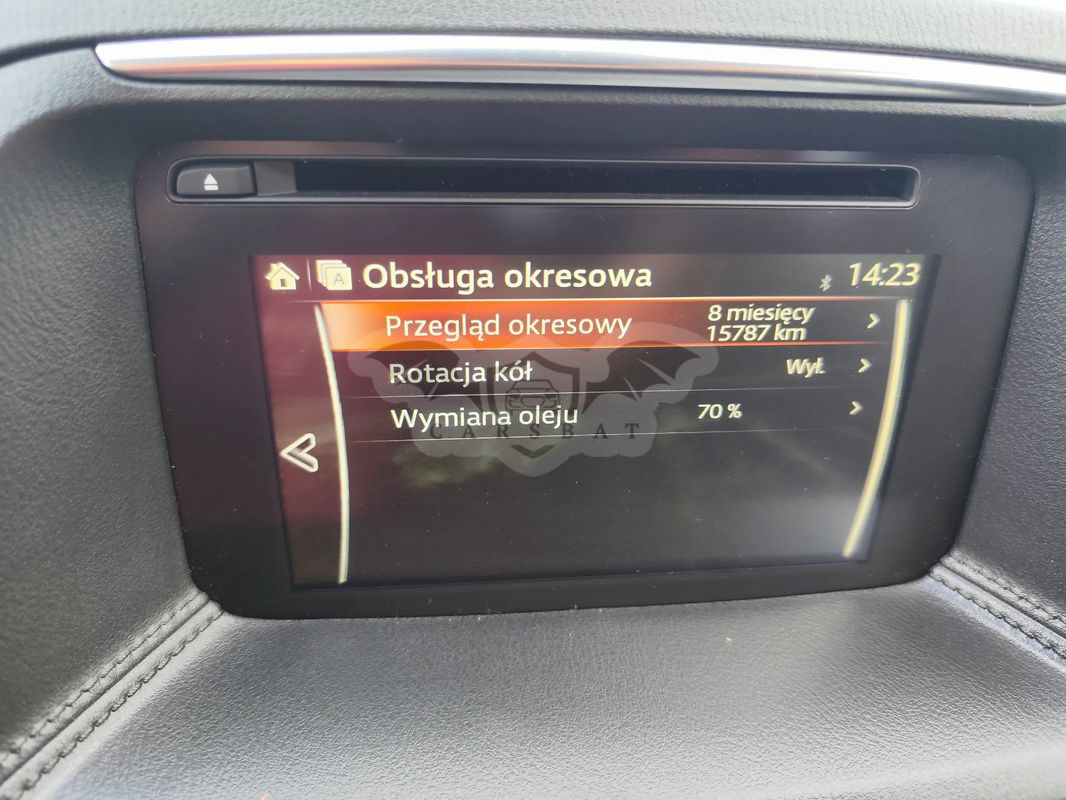 A Obsługa okresowa 14:23
Przegląd okresowy 8 miesięcy 15787 km
Rotacja kół Wył.
Wymiana oleju 70 %
CARSBAT